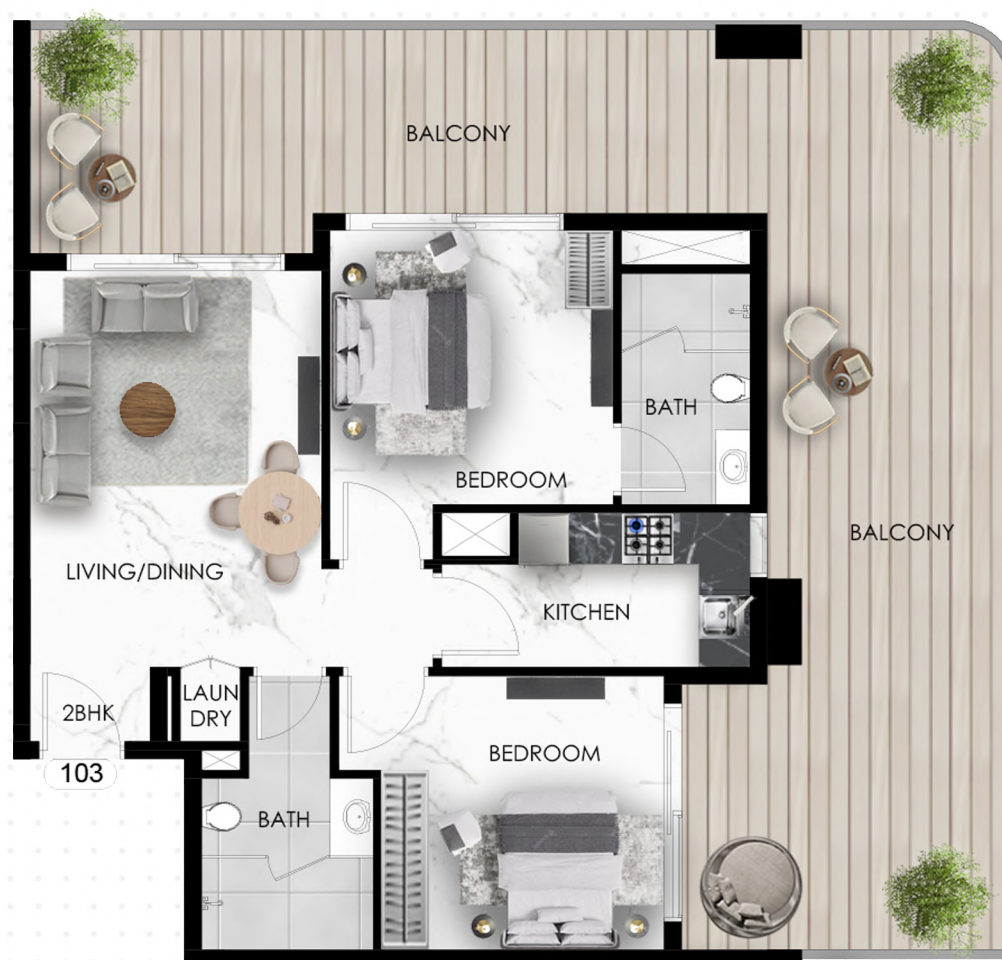 BALCONY
BATH
BEDROOM
BALCONY
LIVING/DINING
KITCHEN
LAUN
DRY
2BHK
BEDROOM
103
BATH